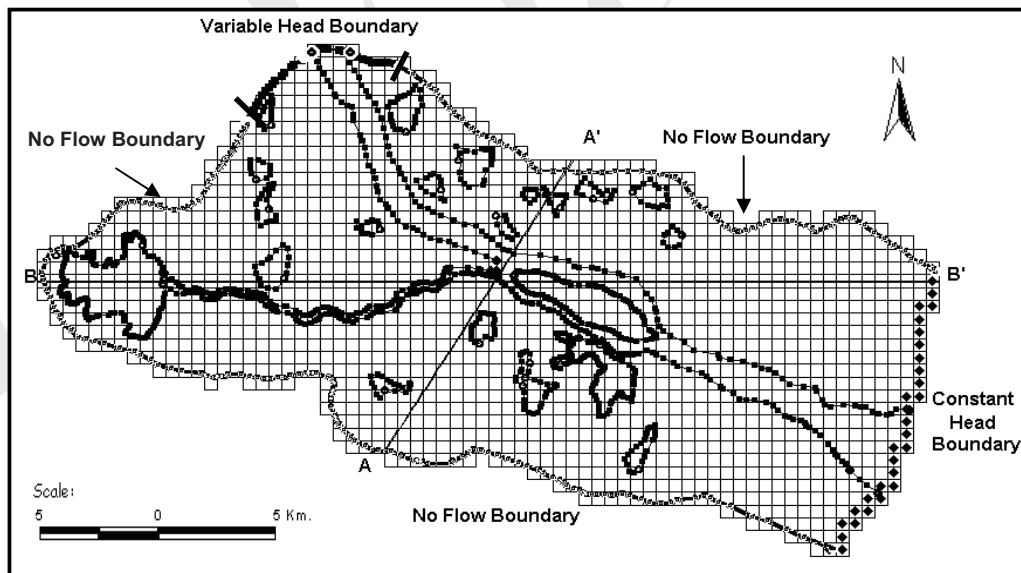 Variable Head Boundary
N
A'
No Flow Boundary
No Flow Boundary
B
B'
Constant
Head
Boundary
A
Scale:
5 0 5 Km.
No Flow Boundary